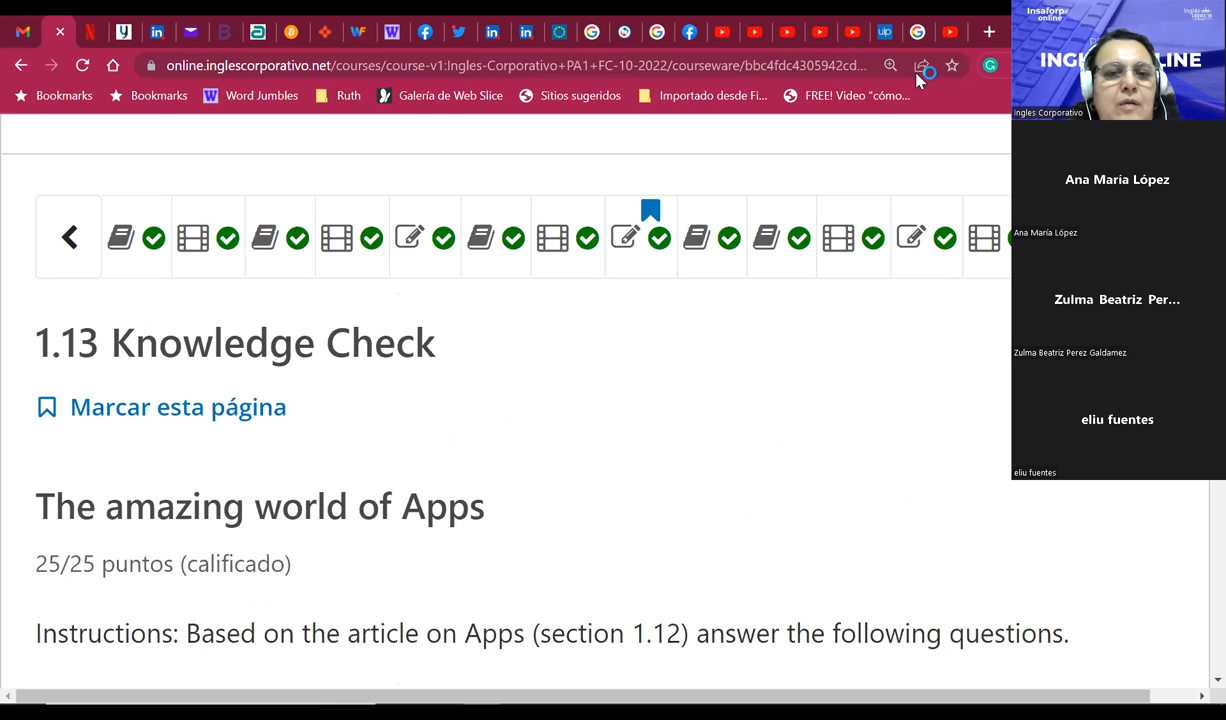 online.inglescorporativo.net/courses/course-v1:Ingles-Corporativo+PA1+FC-10-2022/courseware/bbc4fdc4305942cd...
Bookmarks
Bookmarks
Word Jumbles
Ruth
Galería de Web Slice
Sitios sugeridos
Importado desde Fi...
FREE! Video "cómo...
1.13 Knowledge Check
Marcar esta página
The amazing world of Apps
25/25 puntos (calificado)
Instructions: Based on the article on Apps (section 1.12) answer the following questions.
Insaforp
online
Ingles Corporativo
Ana María López
Ana María López
Zulma Beatriz Per...
Zulma Beatriz Perez Galdamez
eliu fuentes
eliu fuentes